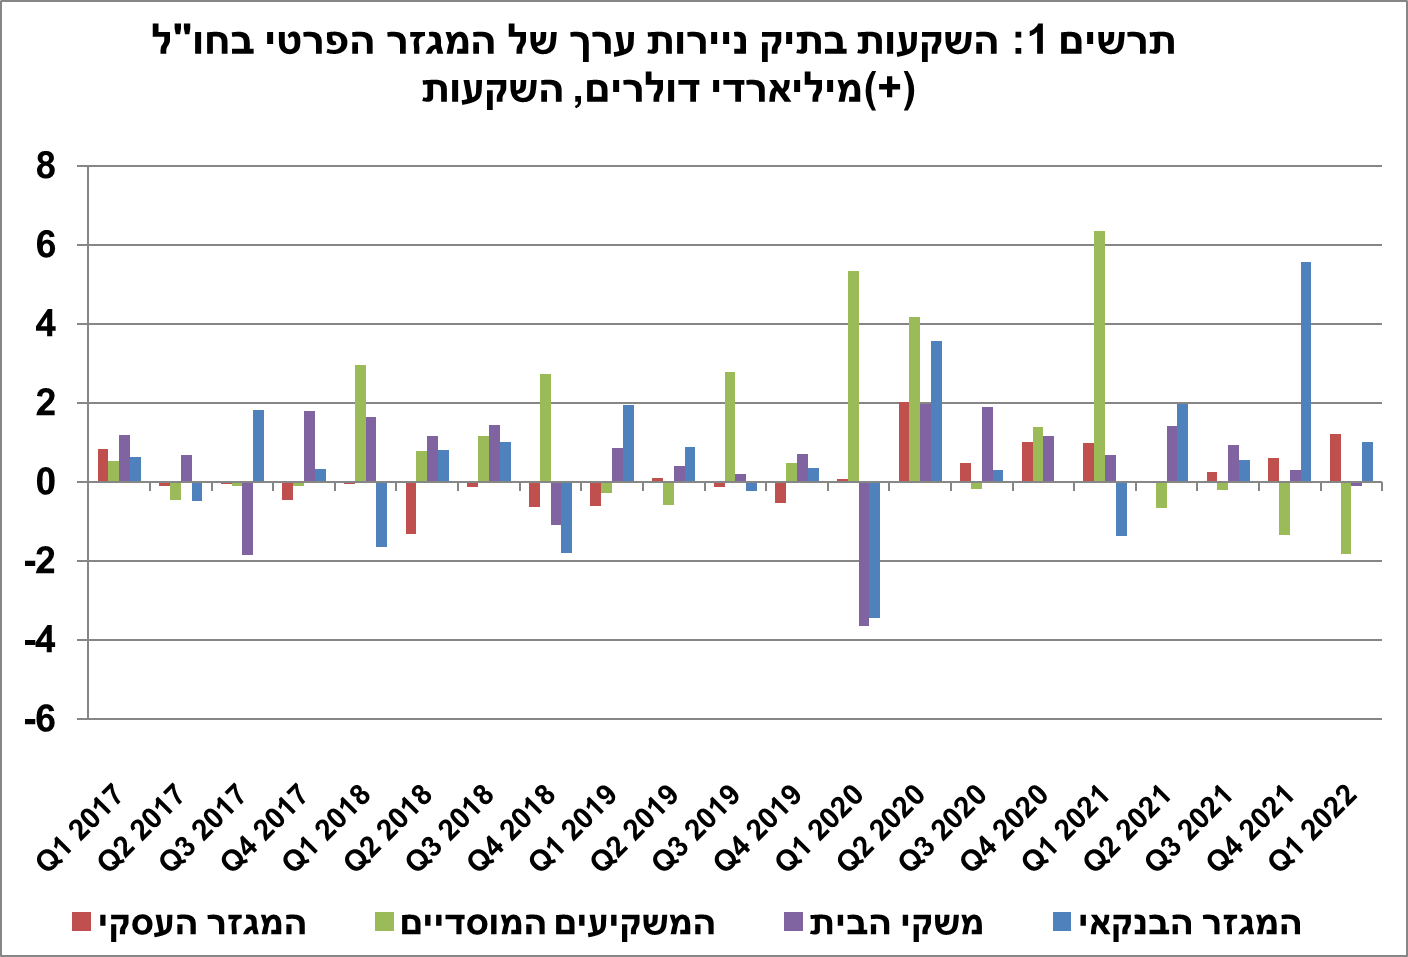 תרשים 1: השקעות בתיק ניירות ערך של המגזר הפרטי בחו"ל
(+)מיליארדי דולרים, השקעות
8
6
4
2
0
-2
-4
-6
Q1 2017
Q2 2017
Q3 2017
Q4 2017
Q1 2018
Q2 2018
Q3 2018
Q4 2018
Q1 2019
Q2 2019
Q3 2019
Q4 2019
Q1 2020
Q2 2020
Q3 2020
Q4 2020
Q1 2021
Q2 2021
Q3 2021
Q4 2021
Q1 2022
המגזר העסקי
המשקיעים המוסדיים
משקי הבית
המגזר הבנקאי